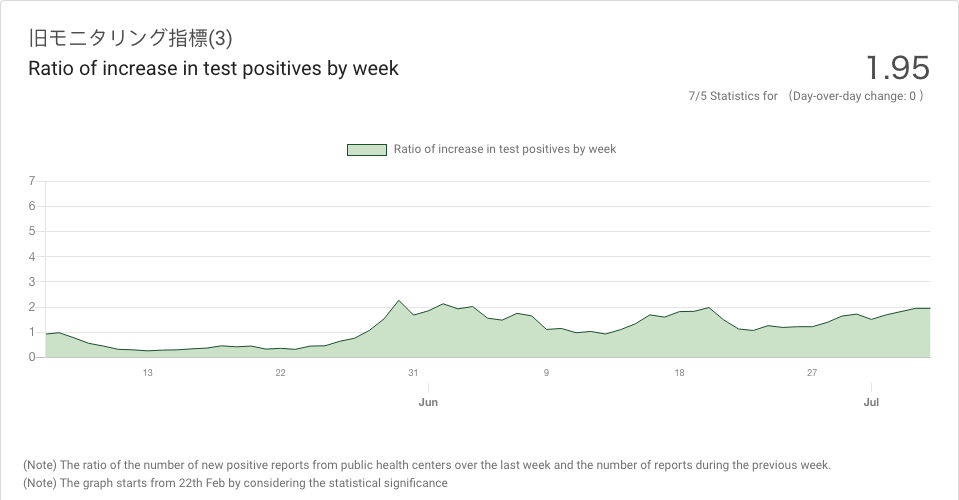 旧モニタリング指標(3)
Ratio of increase in test positives by week
1.95
7/5 Statistics for （Day-over-day change: 0 ）
Ratio of increase in test positives by week
7
6
5
4
3
2
1
0
13 22 31 9 18 27
Jun Jul
(Note) The ratio of the number of new positive reports from public health centers over the last week and the number of reports during the previous week.
(Note) The graph starts from 22th Feb by considering the statistical significance